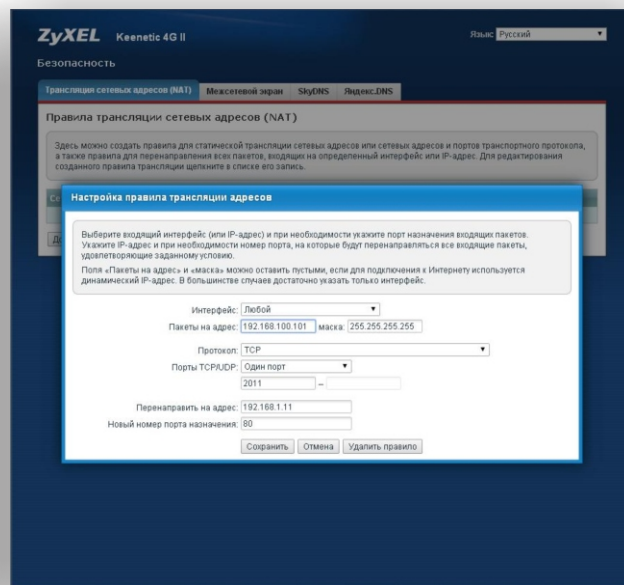 ZyXEL Keenetic 4G II
Язык: Русский
Безопасность
Трансляция сетевых адресов (NAT) Межсетевой экран SkyDNS Яндекс.DNS
Правила трансляции сетевых адресов (NAT)
Здесь можно создать правила для статической трансляции сетевых адресов или сетевых адресов и портов транспортного протокола,
а также правила для перенаправления всех пакетов, входящих на определенный интерфейс или IP-адрес. Для редактирования
созданного правила трансляции щелкните в списке его запись.
Настройка правила трансляции адресов
Выберите входящий интерфейс (или IP-адрес) и при необходимости укажите порт назначения входящих пакетов.
Укажите IP-адрес и при необходимости номер порта, на которые будут перенаправляться все входящие пакеты,
удовлетворяющие заданному условию.
Поля «Пакеты на адрес» и «маска» можно оставить пустыми, если для подключения к Интернету используется
динамический IP-адрес. В большинстве случаев достаточно указать только интерфейс.
Интерфейс: Любой
Пакеты на адрес: 192.168.100.101 маска: 255.255.255.255
Протокол: TCP
Порты TCP/UDP: Один порт
2011 –
Перенаправить на адрес: 192.168.1.11
Новый номер порта назначения: 80
Сохранить Отмена Удалить правило